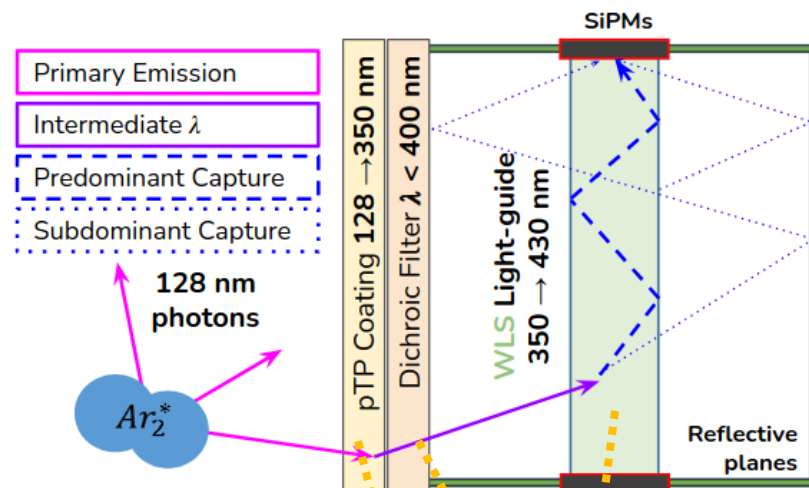 SiPMs
Primary Emission
Intermediate λ
Predominant Capture
Subdominant Capture
128 nm
photons
Ar₂*
pTP Coating 128 →350 nm
Dichroic Filter λ < 400 nm
WLS Light-guide
350 → 430 nm
Reflective
planes